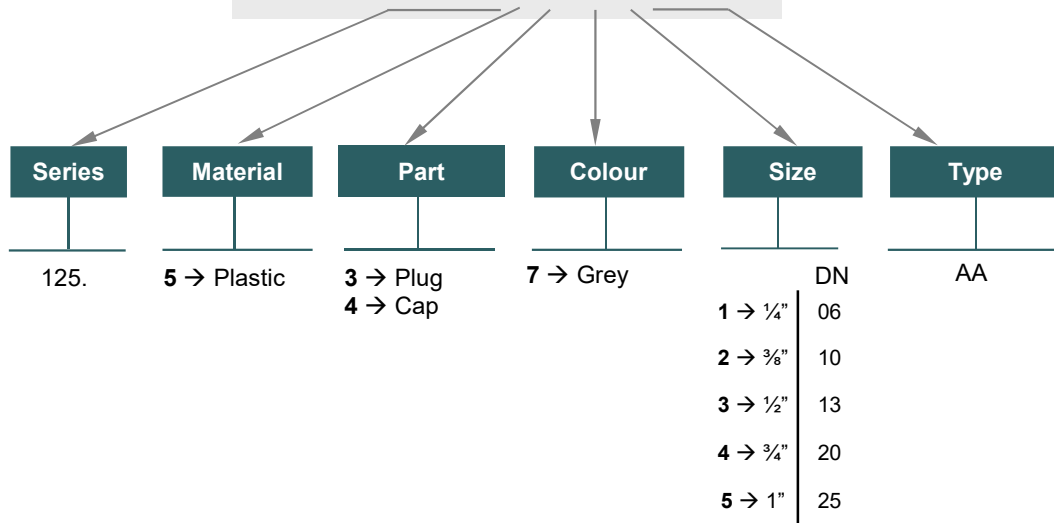 Series Material Part Colour Size Type
125. 5 → Plastic 3 → Plug 7 → Grey DN AA
4 → Cap
1 → ¼” 06
2 → ⅜” 10
3 → ½” 13
4 → ¾” 20
5 → 1” 25